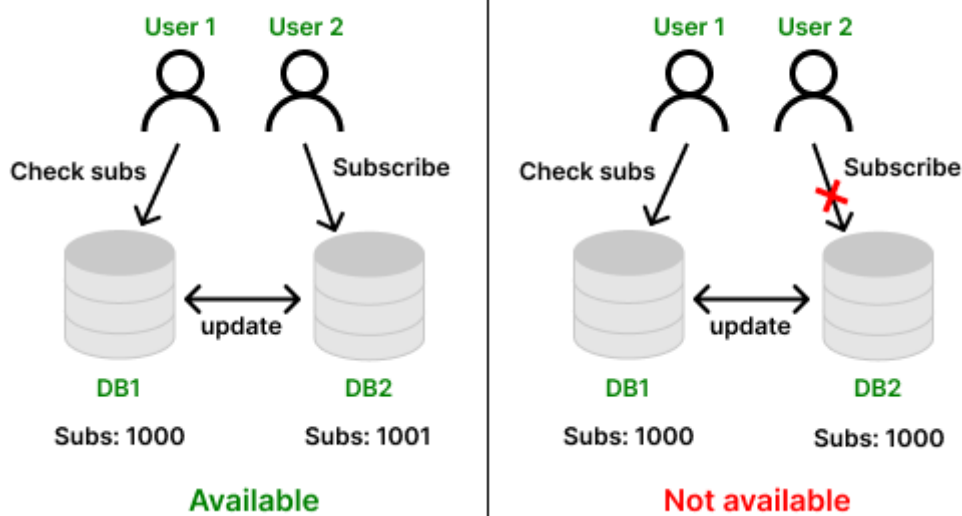 User 1
User 2
Check subs
Subscribe
update
DB1
DB2
Subs: 1000
Subs: 1001
Available
User 1
User 2
Check subs
Subscribe
update
DB1
DB2
Subs: 1000
Subs: 1000
Not available